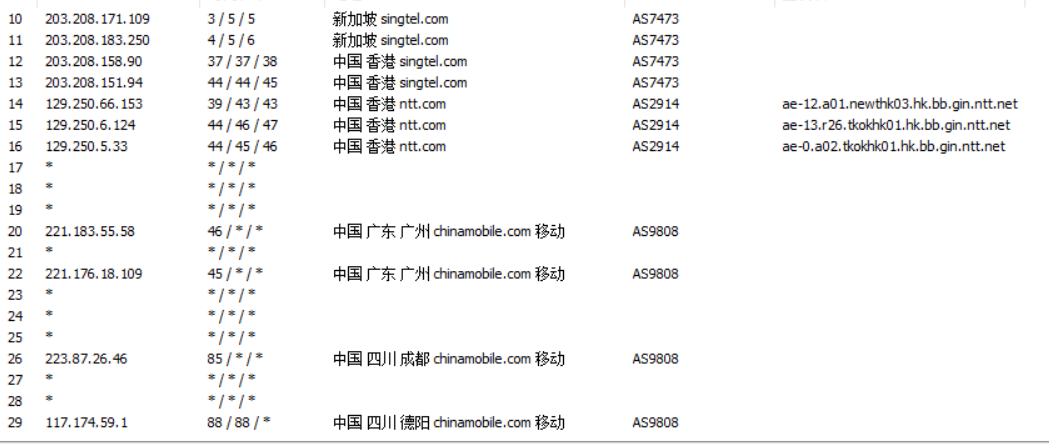 10 203.208.171.109 3 / 5 / 5 新加坡 singtel.com AS7473
11 203.208.183.250 4 / 5 / 6 新加坡 singtel.com AS7473
12 203.208.158.90 37 / 37 / 38 中国 香港 singtel.com AS7473
13 203.208.151.94 44 / 44 / 45 中国 香港 singtel.com AS7473
14 129.250.66.153 39 / 43 / 43 中国 香港 ntt.com AS2914 ae-12.a01.newthk03.hk.bb.gin.ntt.net
15 129.250.6.124 44 / 46 / 47 中国 香港 ntt.com AS2914 ae-13.r26.tkokhk01.hk.bb.gin.ntt.net
16 129.250.5.33 44 / 45 / 46 中国 香港 ntt.com AS2914 ae-0.a02.tkokhk01.hk.bb.gin.ntt.net
17 * * / * / *
18 * * / * / *
19 * * / * / *
20 221.183.55.58 46 / * / * 中国 广东 广州 chinamobile.com 移动 AS9808
21 * * / * / *
22 221.176.18.109 45 / * / * 中国 广东 广州 chinamobile.com 移动 AS9808
23 * * / * / *
24 * * / * / *
25 * * / * / *
26 223.87.26.46 85 / * / * 中国 四川 成都 chinamobile.com 移动 AS9808
27 * * / * / *
28 * * / * / *
29 117.174.59.1 88 / 88 / * 中国 四川 德阳 chinamobile.com 移动 AS9808